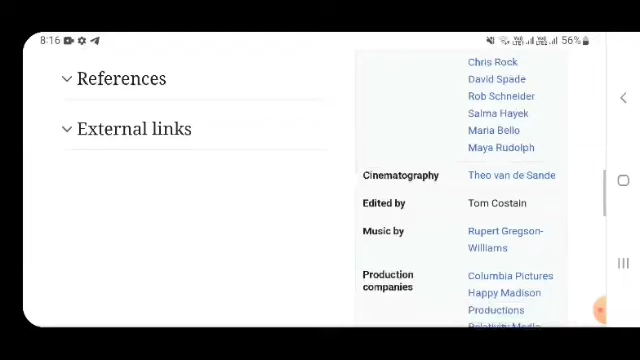 8:16 56%
References
External links
Chris Rock
David Spade
Rob Schneider
Salma Hayek
Maria Bello
Maya Rudolph
Cinematography Theo van de Sande
Edited by Tom Costain
Music by Rupert Gregson-
Williams
Production Columbia Pictures
companies Happy Madison
Productions
Relativity Media